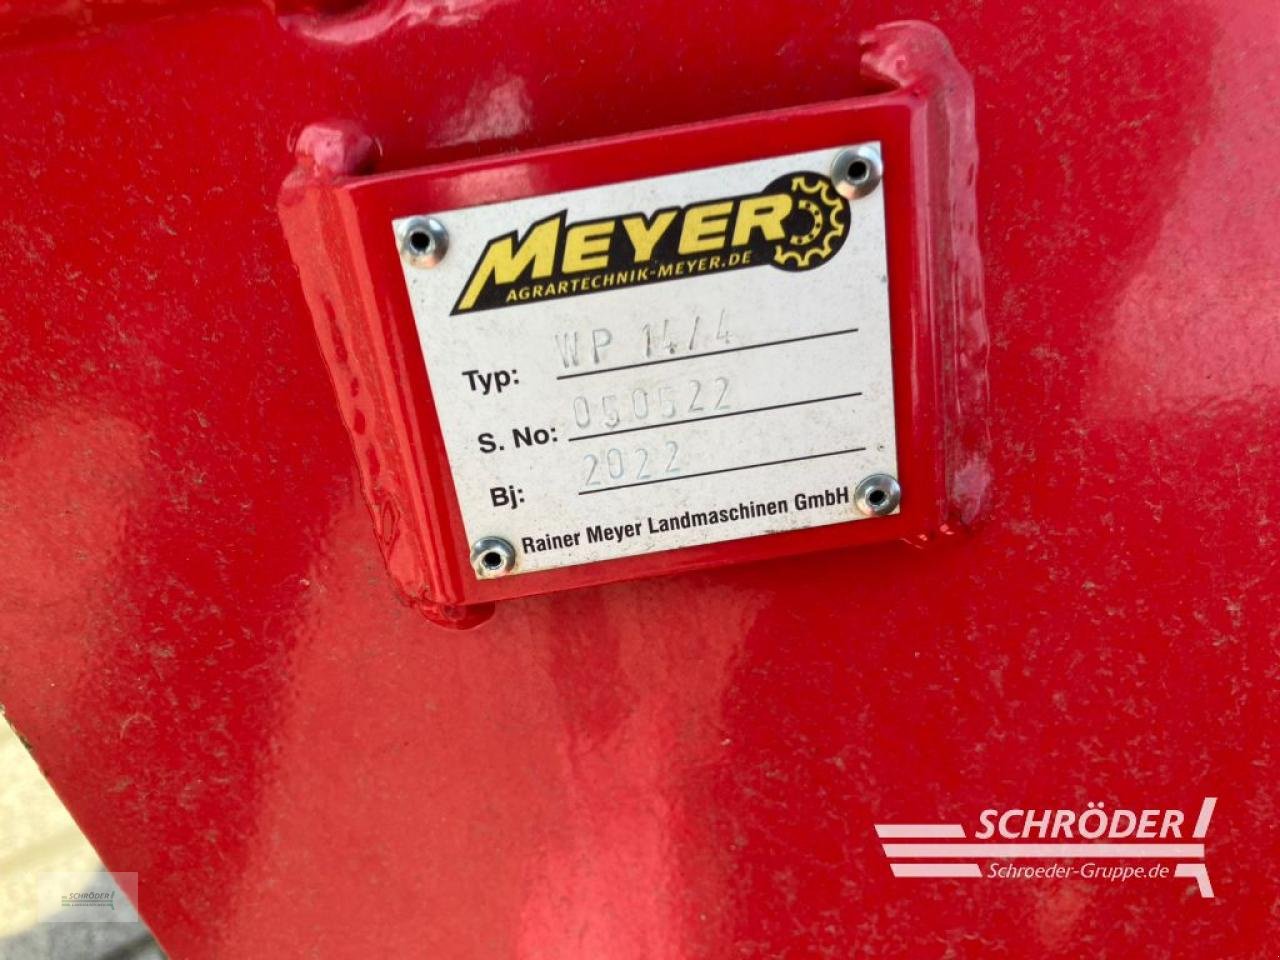 MEYER
AGRARTECHNIK-MEYER.DE
Typ: WP 14/4
S. No: 050522
Bj: 2022
Rainer Meyer Landmaschinen GmbH
SCHRÖDER
Schroeder-Gruppe.de
SCHRÖDER